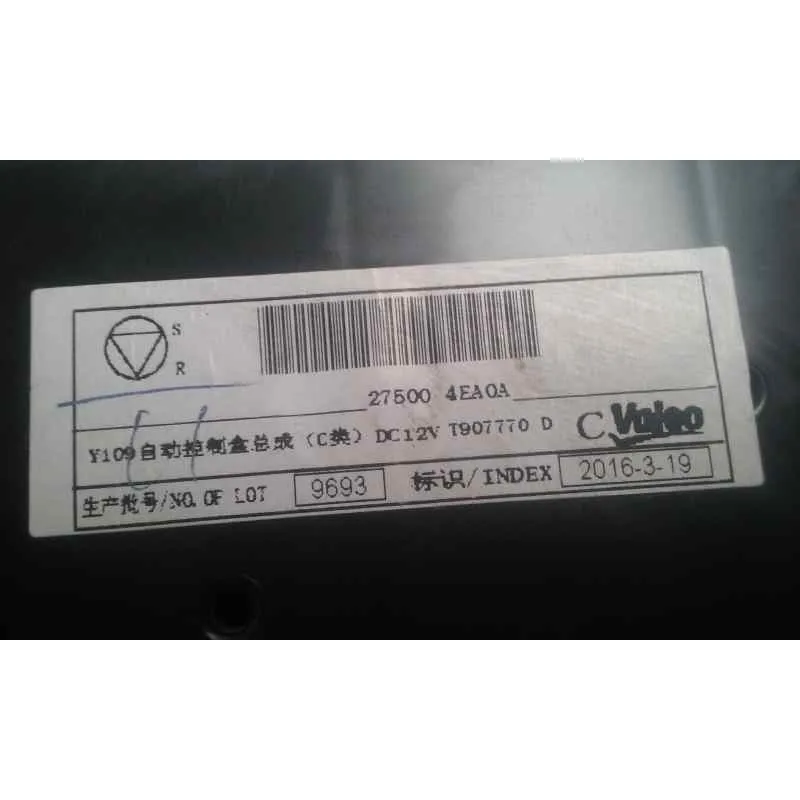 S
R
27500 4EA0A
Y109自动控制盒总成（C类）DC12V T907770 D
C Valeo
生产批号/NO.OF LOT 9693 标识/INDEX 2016-3-19